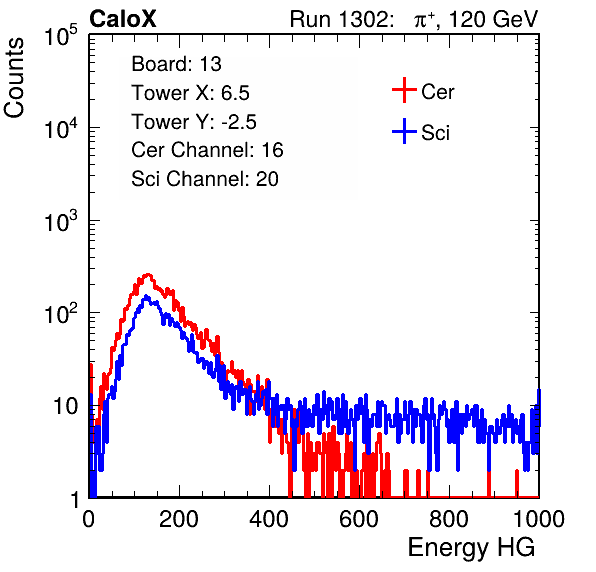 CaloX Run 1302: π⁺, 120 GeV
Counts
10⁵
10⁴
10³
10²
10
1
Board: 13
Tower X: 6.5
Tower Y: -2.5
Cer Channel: 16
Sci Channel: 20
Cer
Sci
0 200 400 600 800 1000
Energy HG